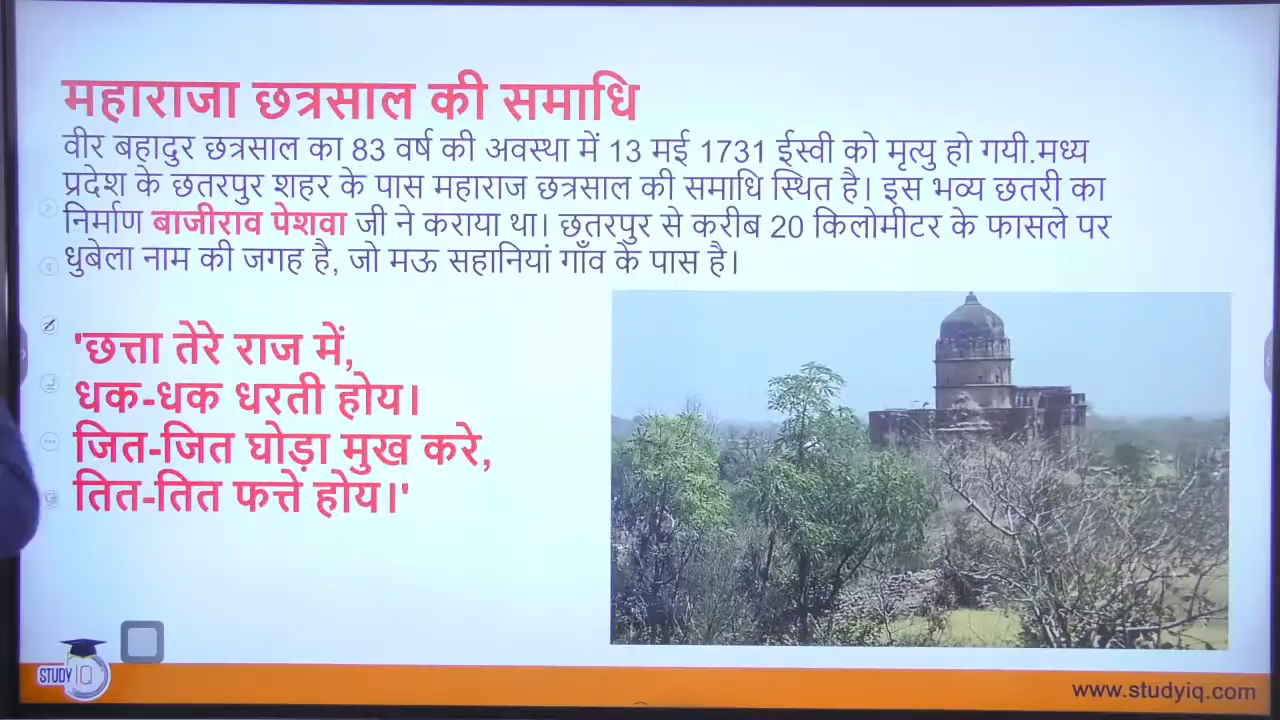 महाराजा छत्रसाल की समाधि
वीर बहादुर छत्रसाल का 83 वर्ष की अवस्था में 13 मई 1731 ईस्वी को मृत्यु हो गयी.मध्य
प्रदेश के छतरपुर शहर के पास महाराज छत्रसाल की समाधि स्थित है। इस भव्य छतरी का
निर्माण बाजीराव पेशवा जी ने कराया था। छतरपुर से करीब 20 किलोमीटर के फासले पर
धुबेला नाम की जगह है, जो मऊ सहानियां गाँव के पास है।
'छत्ता तेरे राज में,
धक-धक धरती होय।
जित-जित घोड़ा मुख करे,
तित-तित फत्ते होय।'
STUDY IQ
www.studyiq.com